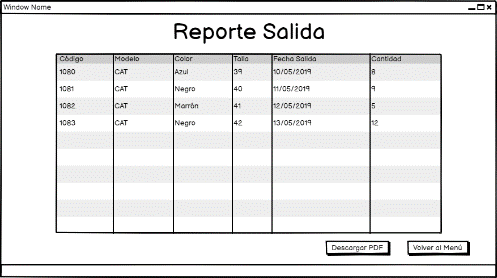 Window Name
Reporte Salida
Código Modelo Color Talla Fecha Salida Cantidad
1080 CAT Azul 39 10/05/2019 8
1081 CAT Negro 40 11/05/2019 9
1082 CAT Marrón 41 12/05/2019 5
1083 CAT Negro 42 13/05/2019 12
Descargar PDF Volver al Menú